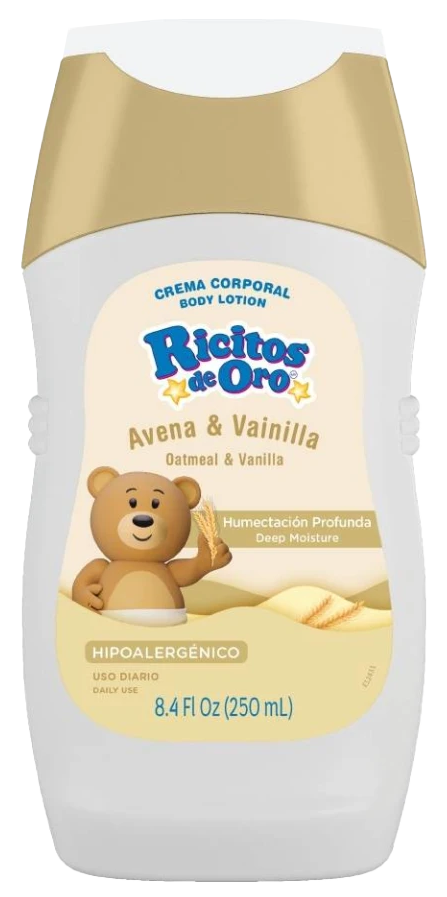 CREMA CORPORAL
BODY LOTION
Ricitos
de Oro
Avena & Vainilla
Oatmeal & Vanilla
Humectación Profunda
Deep Moisture
HIPOALERGÉNICO
USO DIARIO
DAILY USE
8.4 Fl Oz (250 mL)